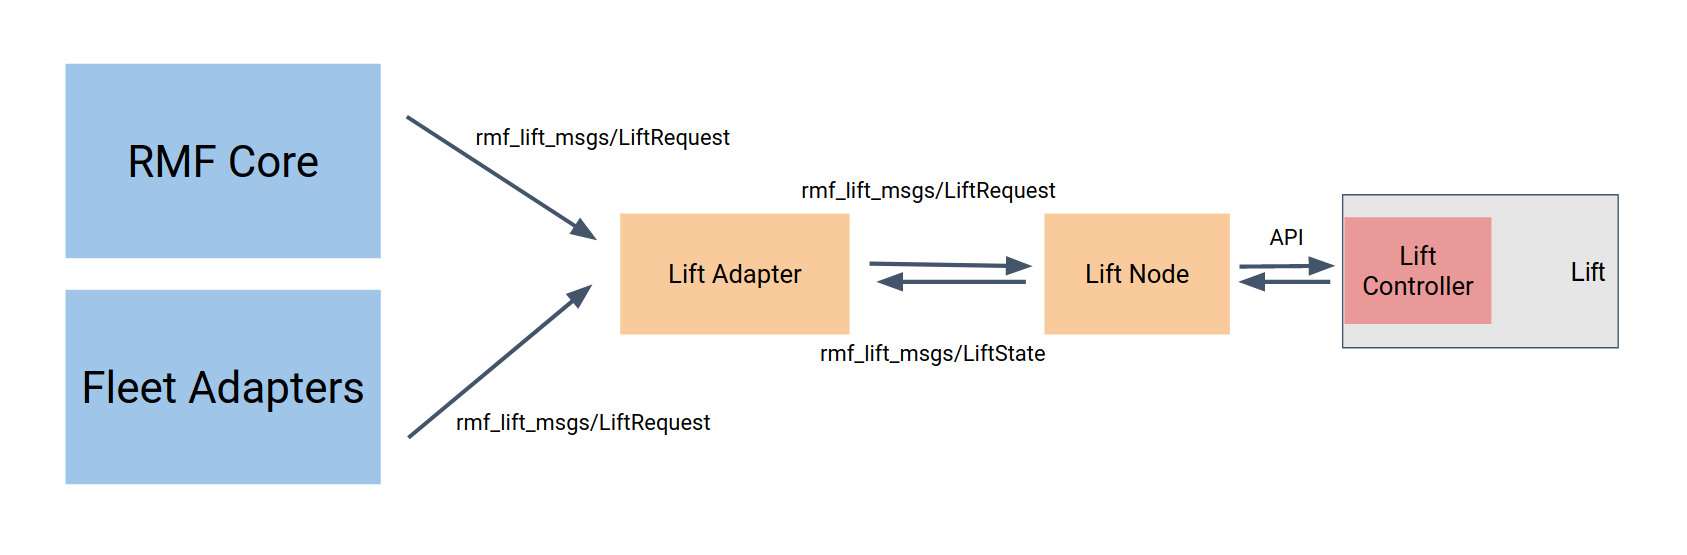 RMF Core
rmf_lift_msgs/LiftRequest
rmf_lift_msgs/LiftRequest
Lift Adapter
Lift Node
API
Lift
Controller
Lift
rmf_lift_msgs/LiftState
Fleet Adapters
rmf_lift_msgs/LiftRequest